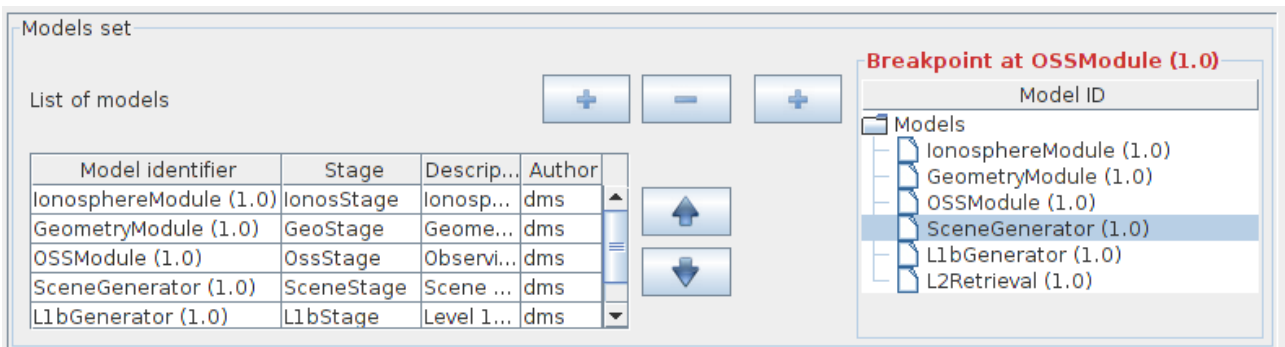 Models set
List of models
Model identifier Stage Descrip... Author
IonosphereModule (1.0) IonosStage Ionosp... dms
GeometryModule (1.0) GeoStage Geome... dms
OSSModule (1.0) OssStage Observi... dms
SceneGenerator (1.0) SceneStage Scene ... dms
L1bGenerator (1.0) L1bStage Level 1... dms
Breakpoint at OSSModule (1.0)
Model ID
Models
IonosphereModule (1.0)
GeometryModule (1.0)
OSSModule (1.0)
SceneGenerator (1.0)
L1bGenerator (1.0)
L2Retrieval (1.0)